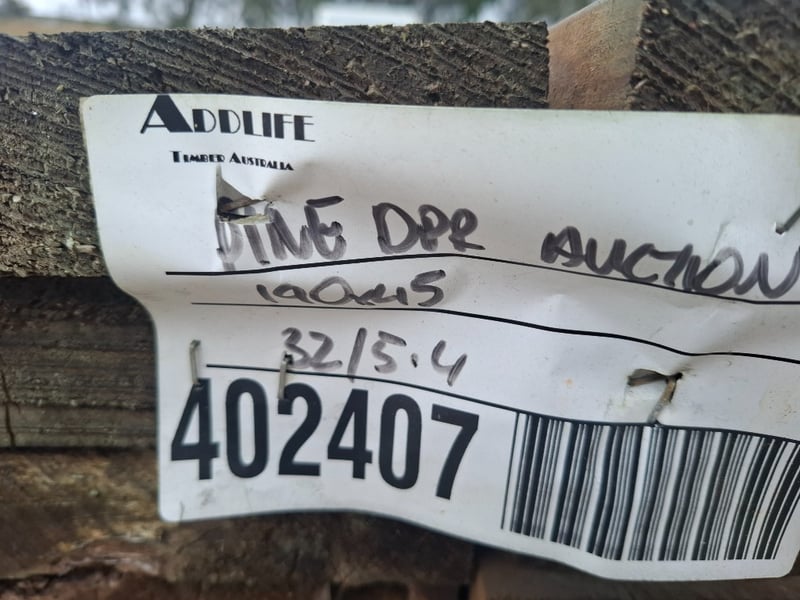 ADDLIFE
TIMBER AUSTRALIA
PINE DPR AUCTION
190x45
32/5.4
402407